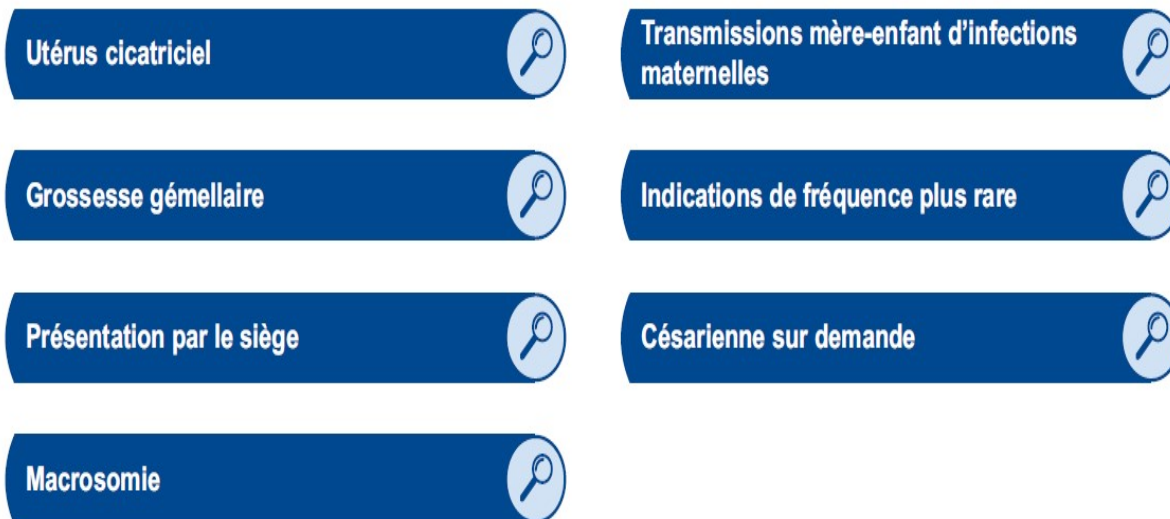 Utérus cicatriciel
Grossesse gémellaire
Présentation par le siège
Macrosomie
Transmissions mère-enfant d’infections
maternelles
Indications de fréquence plus rare
Césarienne sur demande